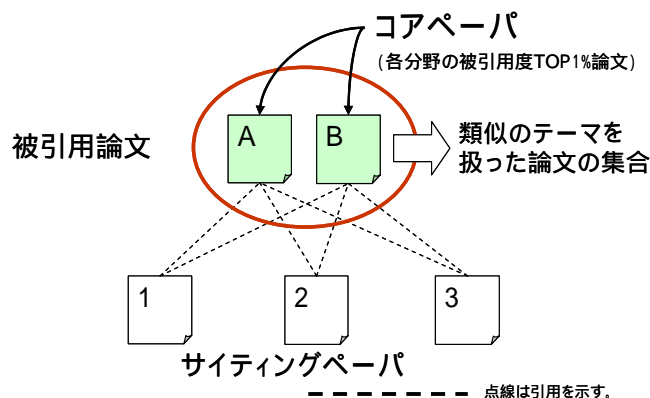 コアペーパ
(各分野の被引用度TOP1%論文)
A
B
被引用論文
類似のテーマを
扱った論文の集合
1
2
3
サイティングペーパ
点線は引用を示す。